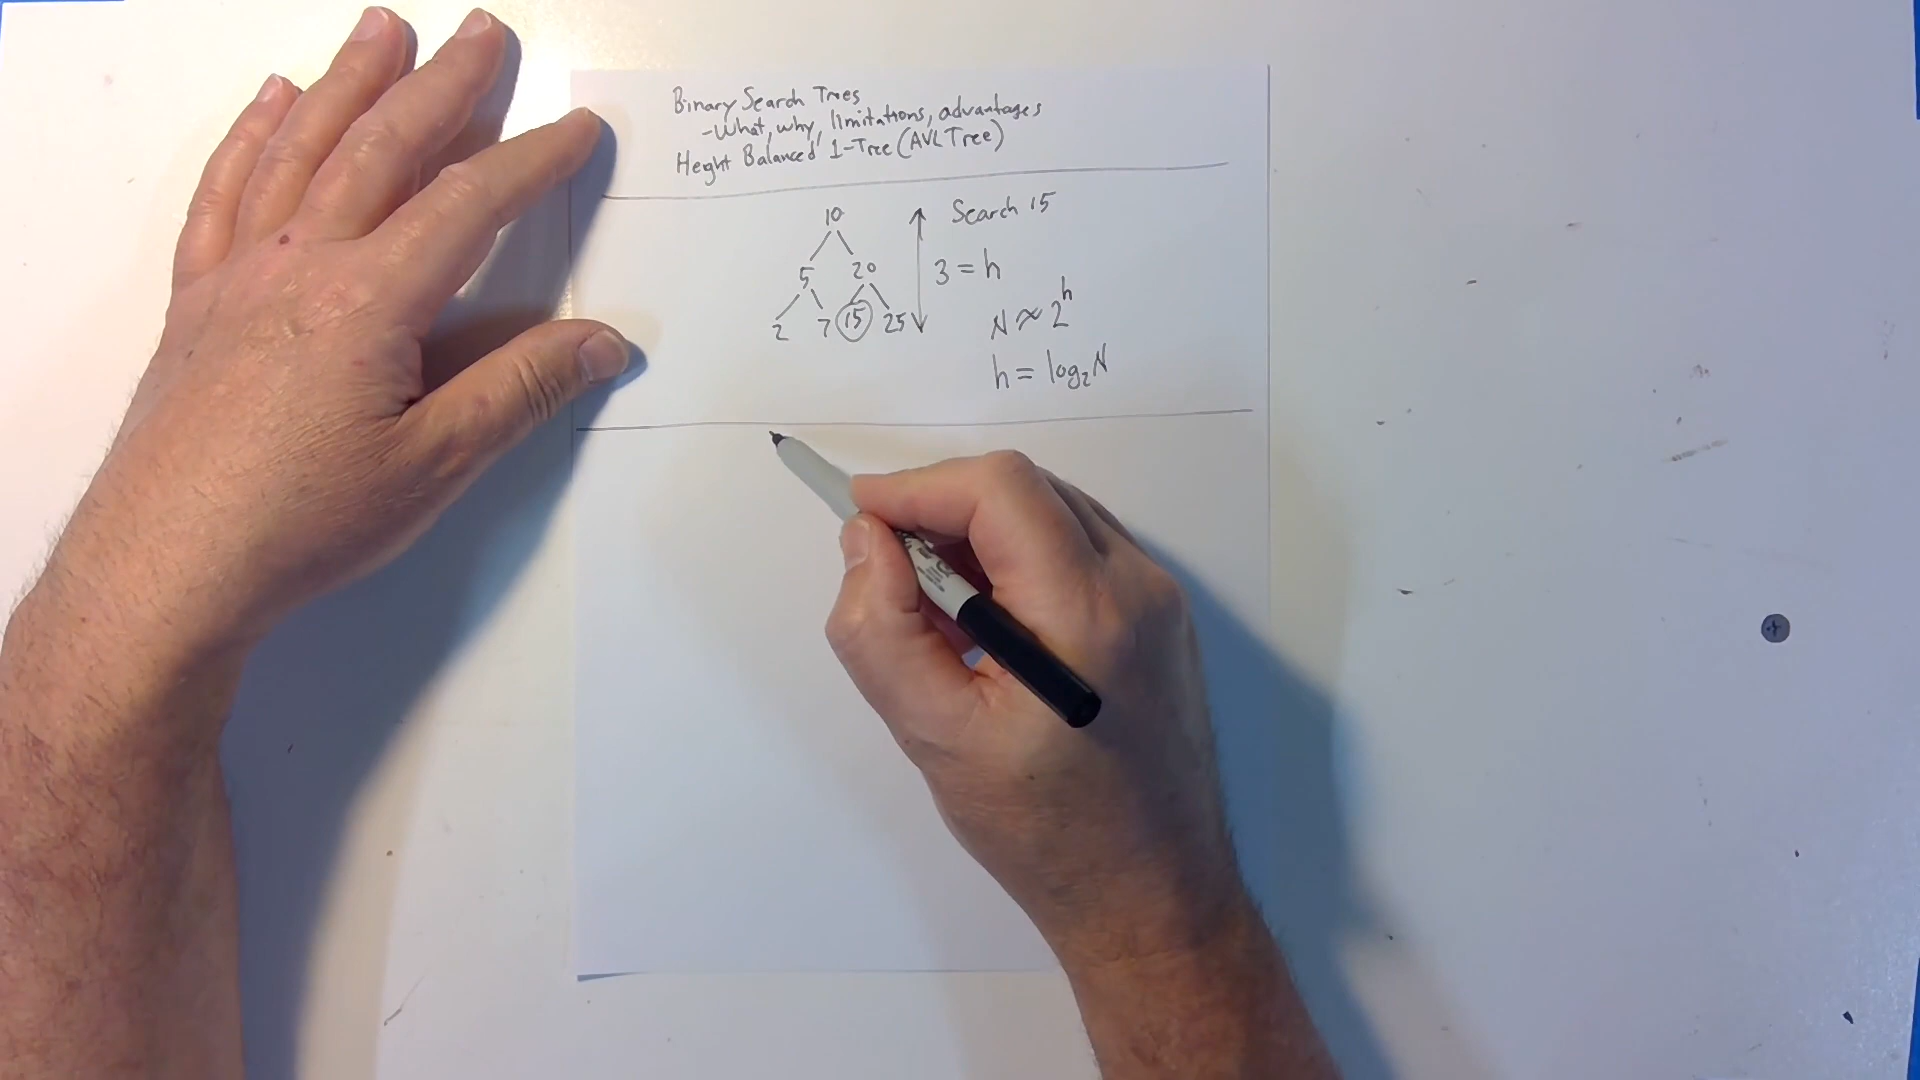 Binary Search Trees
-What, why, limitations, advantages
Height Balanced 1-Tree (AVL Tree)
10 Search 15
5 20 3 = h
2 7 15 25 N ≈ 2^h
h = log₂N